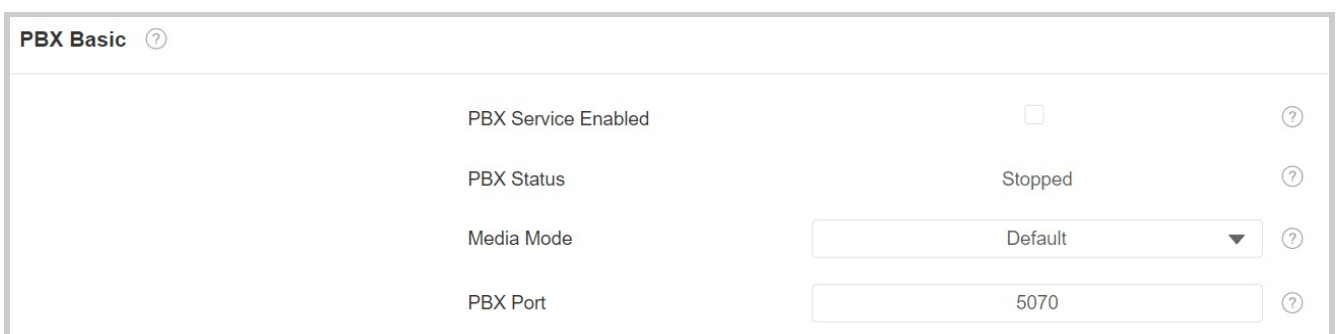 PBX Basic ?
PBX Service Enabled ?
PBX Status Stopped ?
Media Mode Default ?
PBX Port 5070 ?